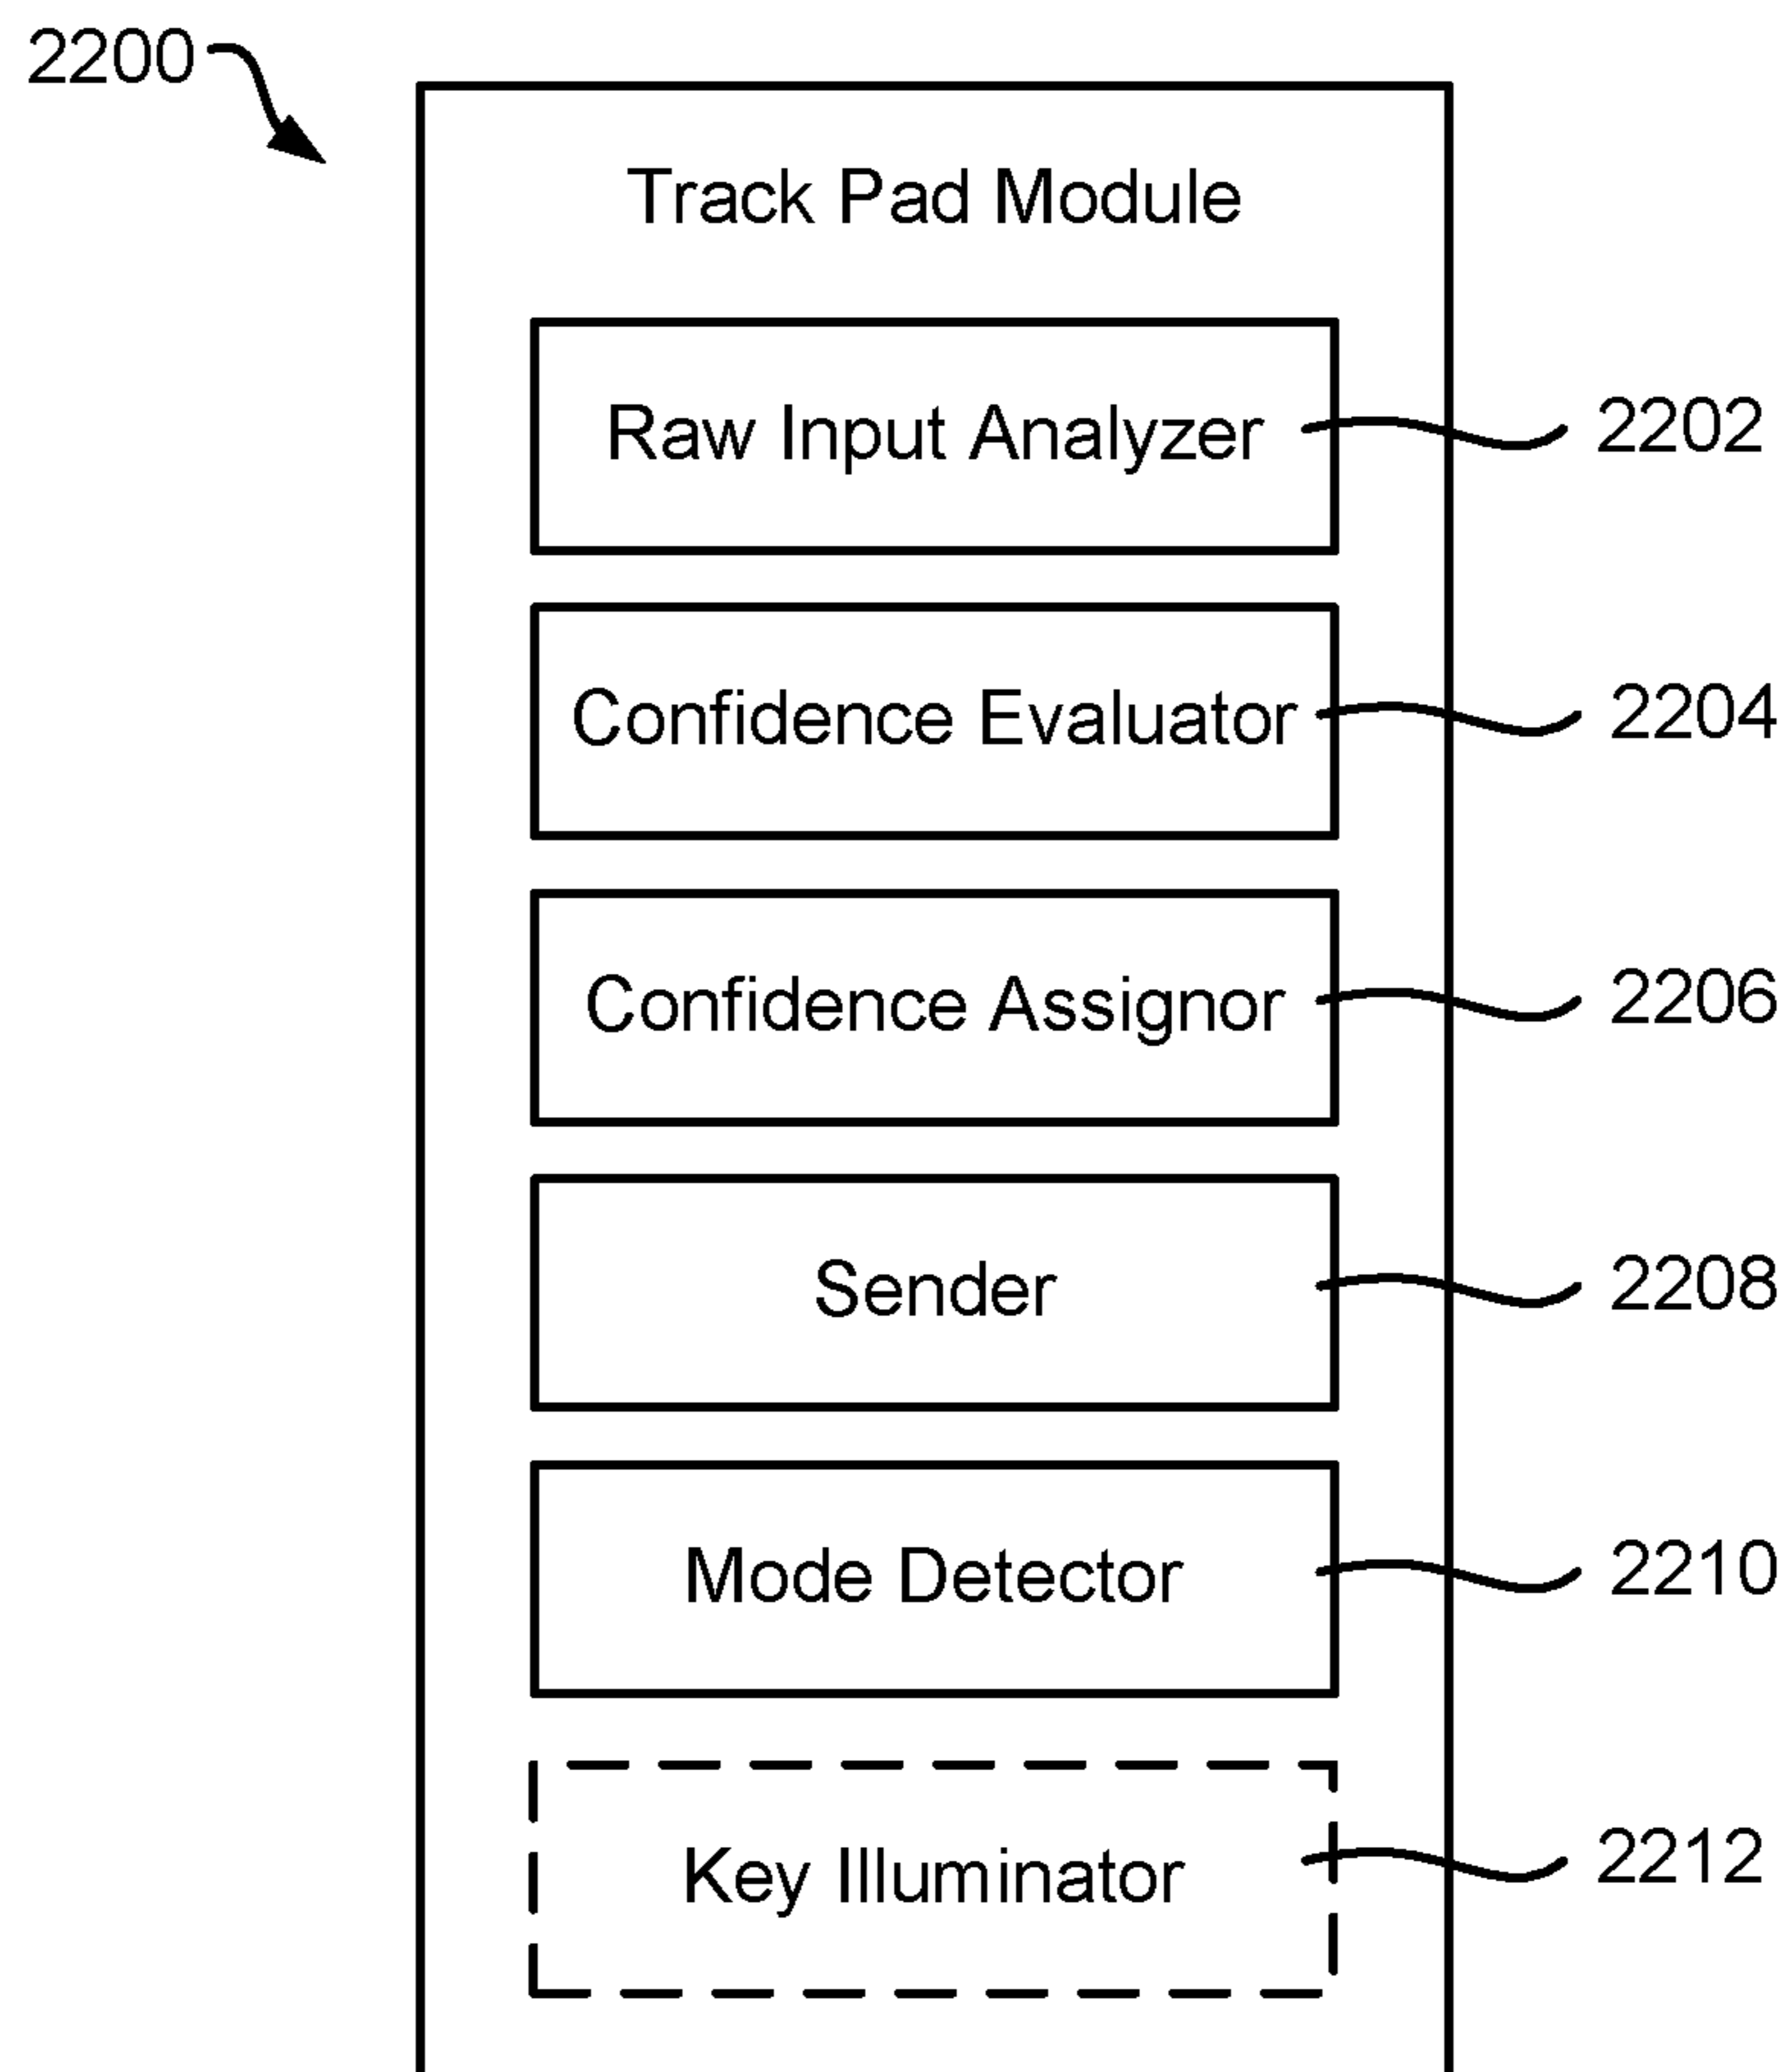 2200
Track Pad Module
Raw Input Analyzer
2202
Confidence Evaluator
2204
Confidence Assignor
2206
Sender
2208
Mode Detector
2210
Key Illuminator
2212